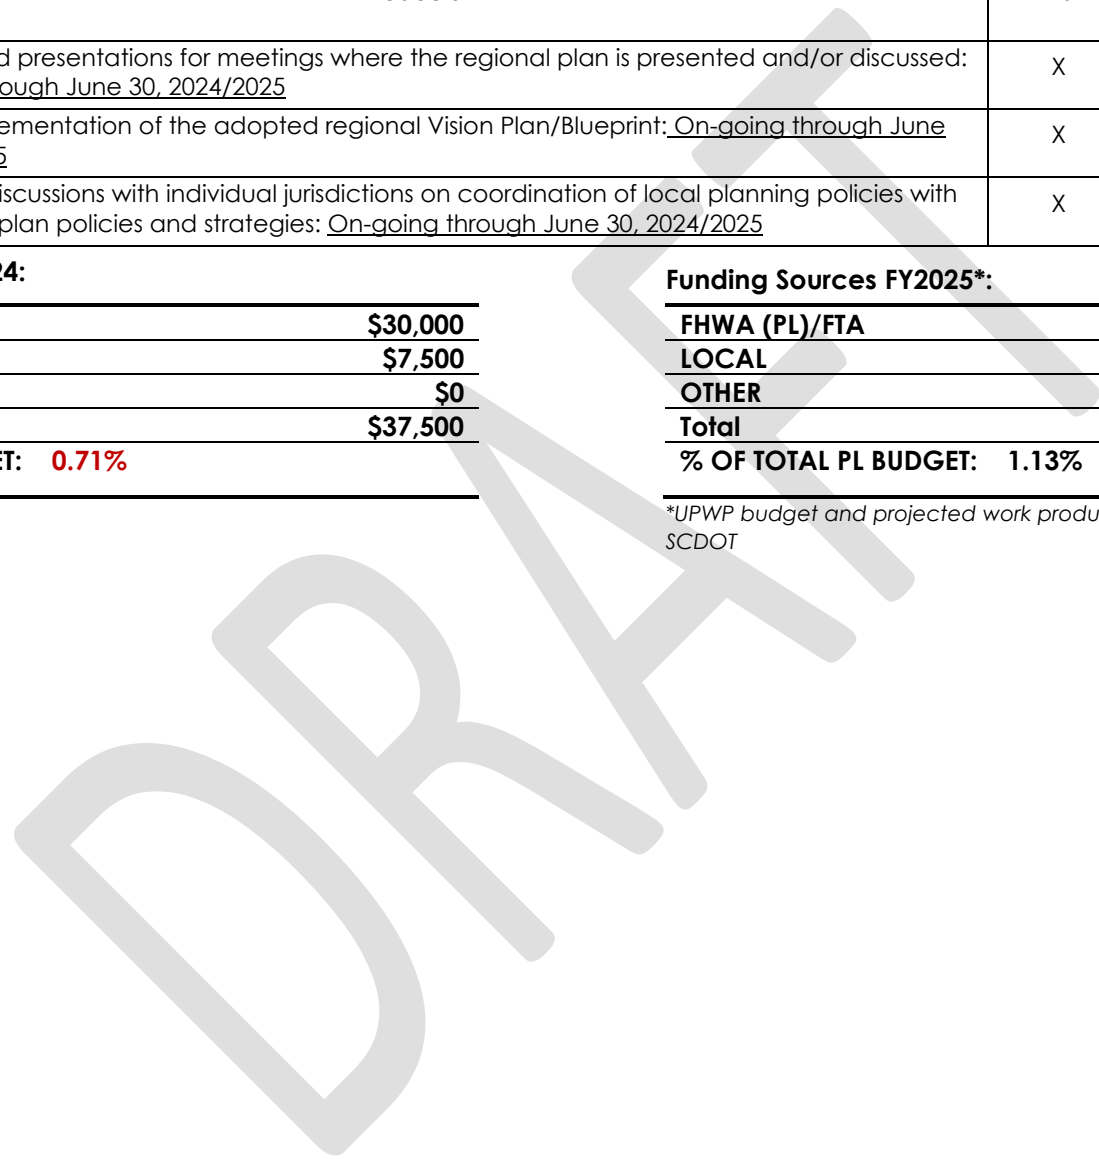 d presentations for meetings where the regional plan is presented and/or discussed:
X
ough June 30, 2024/2025
ementation of the adopted regional Vision Plan/Blueprint: On-going through June
X
5
iscussions with individual jurisdictions on coordination of local planning policies with
X
plan policies and strategies: On-going through June 30, 2024/2025
24:
Funding Sources FY2025*:
$30,000
FHWA (PL)/FTA
$7,500
LOCAL
$0
OTHER
$37,500
Total
ET: 0.71%
% OF TOTAL PL BUDGET: 1.13%
*UPWP budget and projected work produ
SCDOT
DRAFT